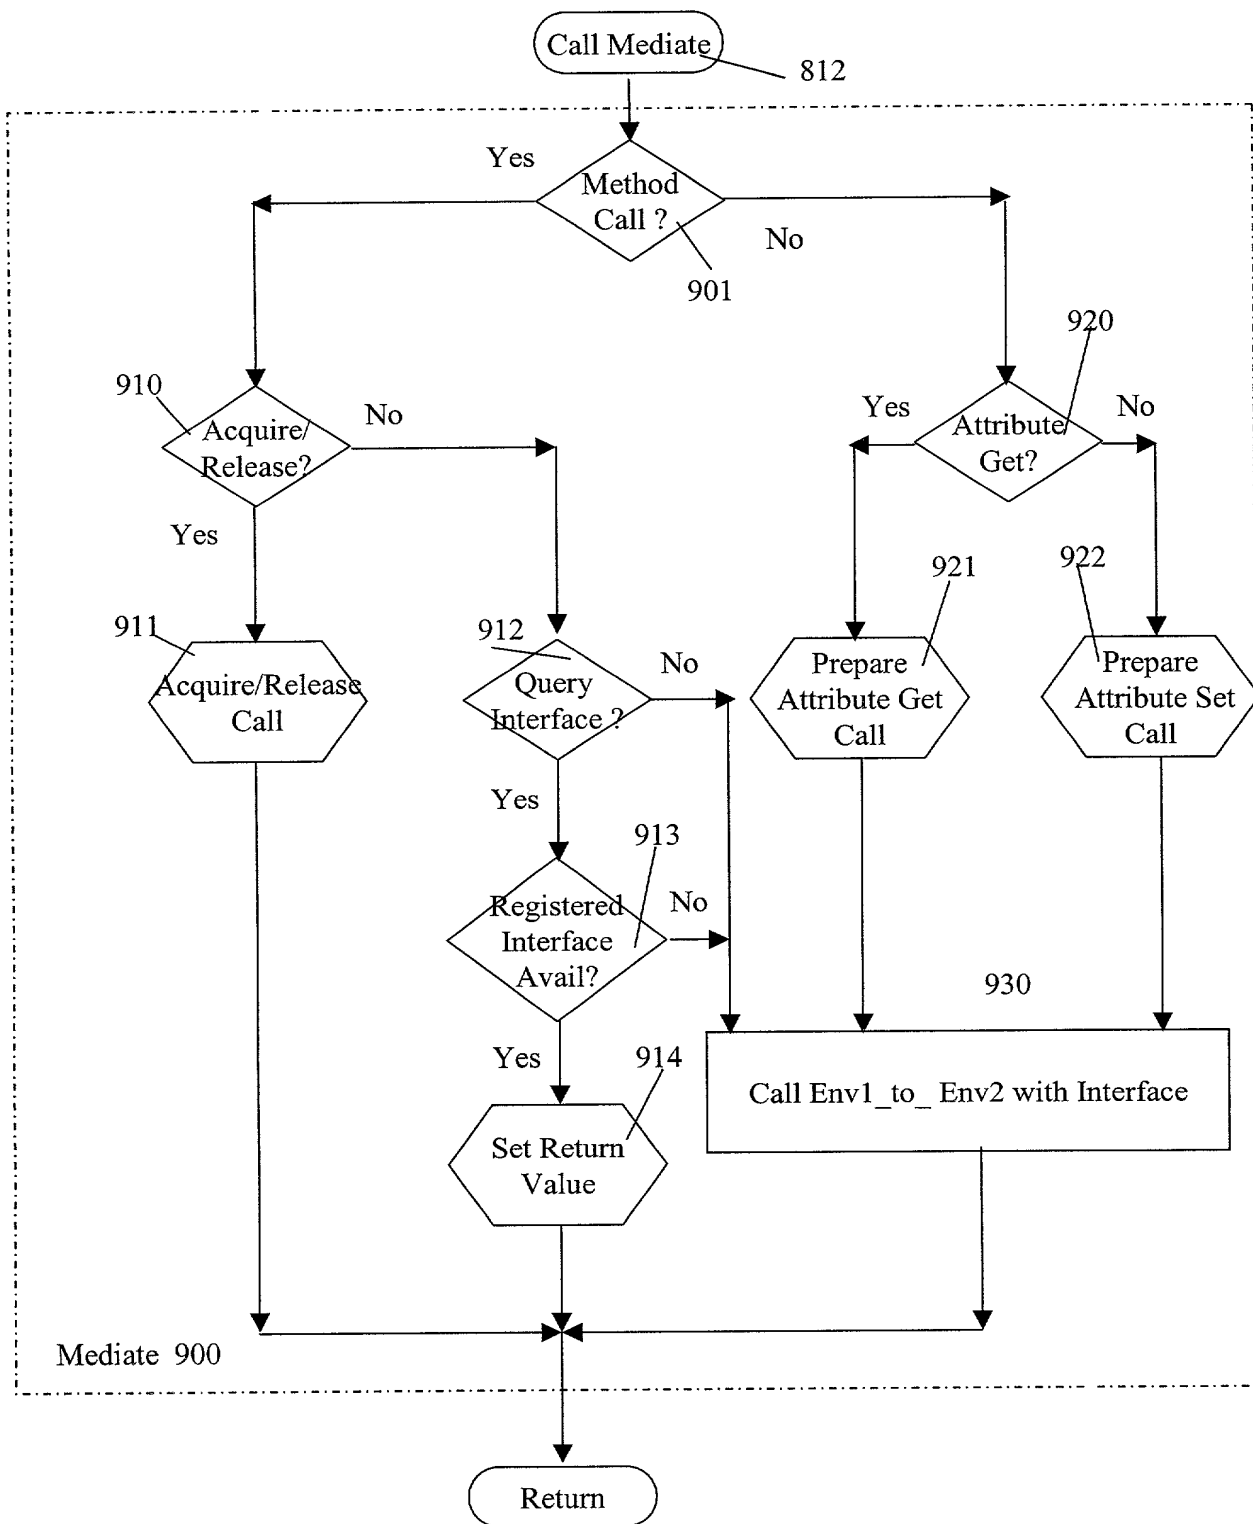 Call Mediate
812
Yes
Method
Call ?
No
901
920
910
No
Yes
No
Acquire/
Release?
Attribute
Get?
Yes
921
922
911
912
No
Acquire/Release
Call
Query
Interface ?
Prepare
Attribute Get
Call
Prepare
Attribute Set
Call
Yes
913
Registered
Interface
Avail?
No
930
Yes
914
Call Env1_to_ Env2 with Interface
Set Return
Value
Mediate 900
Return